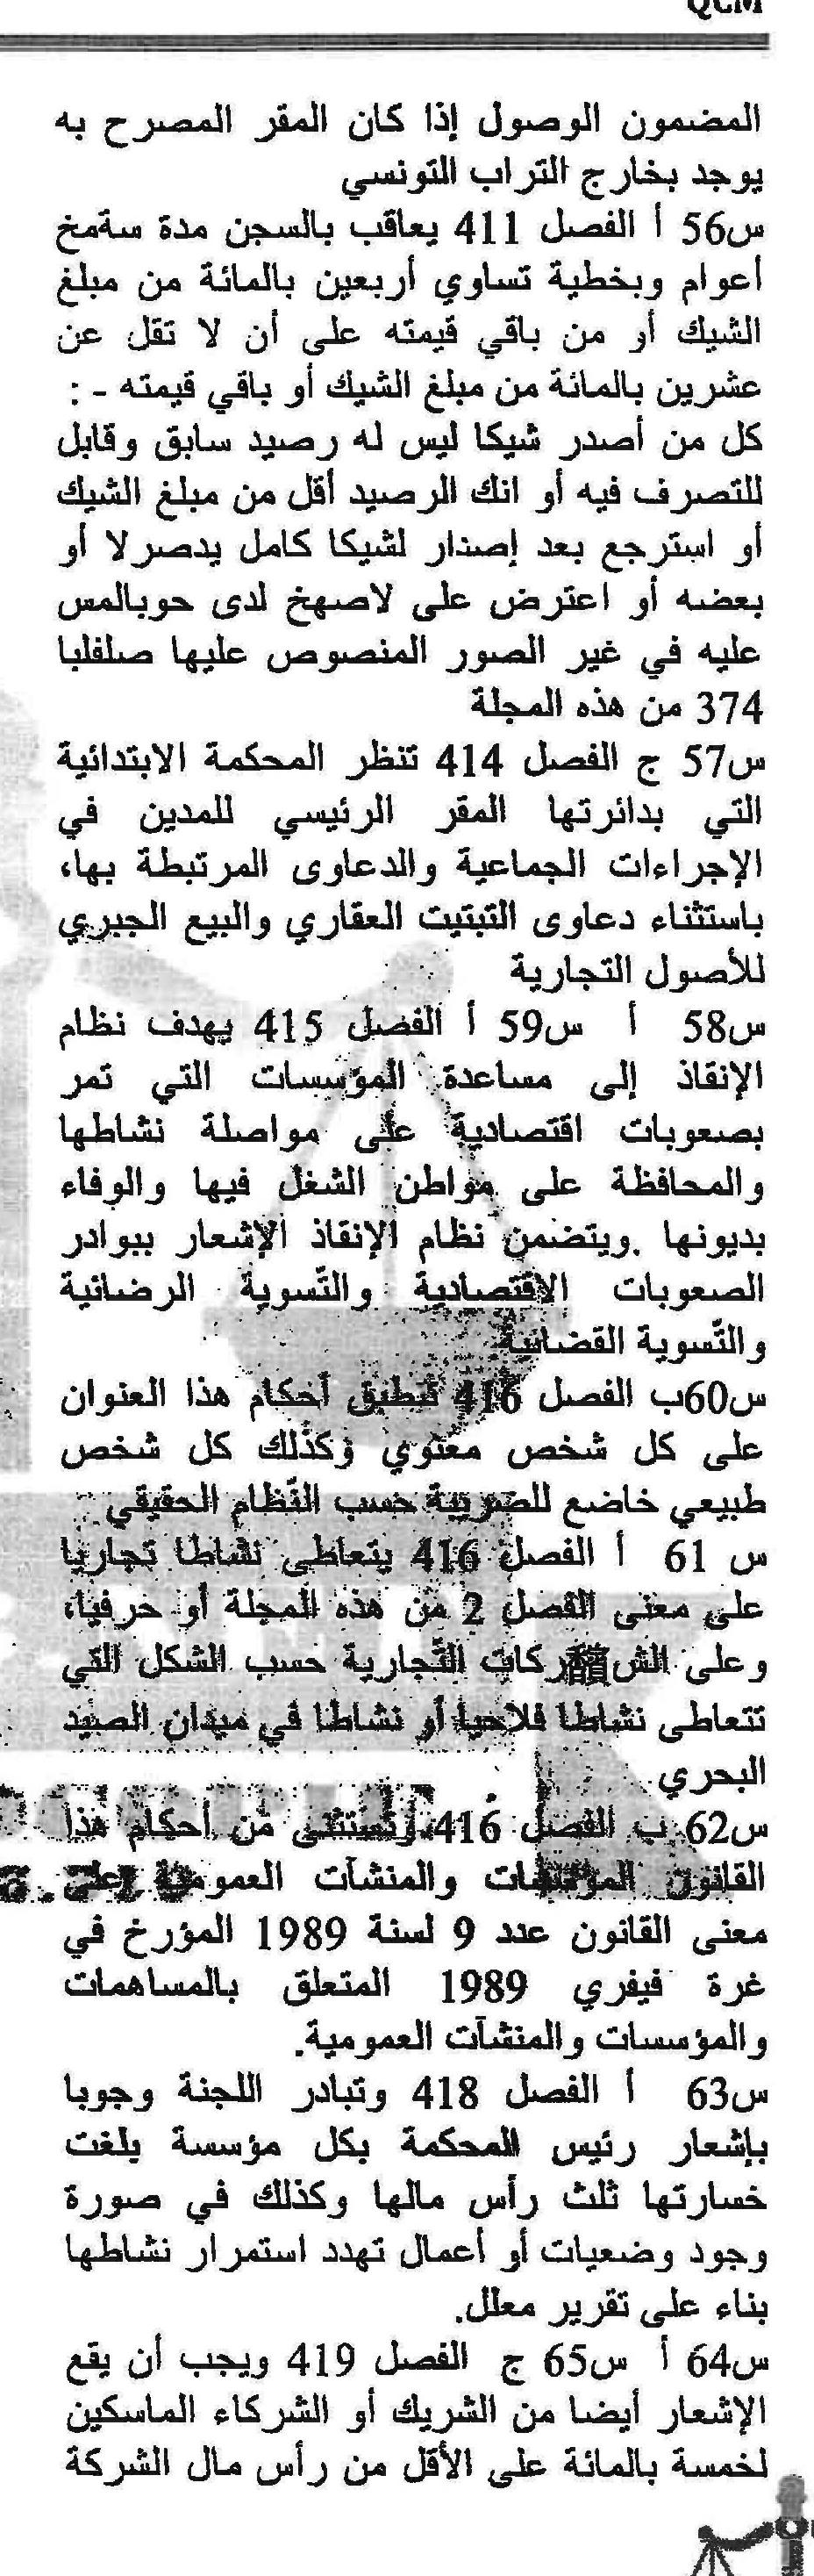 QCM
المضمون الوصول إذا كان المقر المصرح به
يوجد بخارج التراب التونسي
س56 أ الفصل 411 يعاقب بالسجن مدة سةمخ
أعوام وبخطية تساوي أربعين بالمائة من مبلغ
الشيك أو من باقي قيمته على أن لا تقل عن
عشرين بالمائة من مبلغ الشيك أو باقي قيمته - :
كل من أصدر شيكا ليس له رصيد سابق وقابل
للتصرف فيه أو انك الرصيد أقل من مبلغ الشيك
أو استرجع بعد إصدار لشيكا كامل يدصرلا أو
بعضه أو اعترض على لاصهخ لدى حوبالمس
عليه في غير الصور المنصوص عليها صلفلبا
374 من هذه المجلة
س57 ج الفصل 414 تنظر المحكمة الابتدائية
التي بدائرتها المقر الرئيسي للمدين في
الإجراءات الجماعية والدعاوى المرتبطة بها،
باستثناء دعاوى التبتيت العقاري والبيع الجبري
للأصول التجارية
س58 أ س59 أ الفصل 415 يهدف نظام
الإنقاذ إلى مساعدة المؤسسات التي تمر
بصعوبات اقتصادية على مواصلة نشاطها
والمحافظة على مواطن الشغل فيها والوفاء
بديونها .ويتضمن نظام الإنقاذ الإشعار ببوادر
الصعوبات الاقتصادية والتّسوية الرضائية
والتّسوية القضائية
س60ب الفصل 416 تنطبق أحكام هذا العنوان
على كل شخص معنوي وكذلك كل شخص
طبيعي خاضع للضريبة حسب النّظام الحقيقي
س 61 أ الفصل 416 يتعاطى نشاطا تجاريا
على معنى الفصل 2 من هذه المجلة أو حرفيا،
وعلى الشركات التّجارية حسب الشكل التي
تتعاطى نشاطا فلاحيا أو نشاطا في ميدان الصيد
البحري
س62 ب الفصل 416 وتستثنى من أحكام هذا
القانون المؤسسات والمنشآت العمومية على
معنى القانون عدد 9 لسنة 1989 المؤرخ في
غرة فيفري 1989 المتعلق بالمساهمات
والمؤسسات والمنشآت العمومية.
س63 أ الفصل 418 وتبادر اللجنة وجوبا
بإشعار رئيس المحكمة بكل مؤسسة بلغت
خسارتها ثلث رأس مالها وكذلك في صورة
وجود وضعيات أو أعمال تهدد استمرار نشاطها
بناء على تقرير معلل.
س64 أ س65 ج الفصل 419 ويجب أن يقع
الإشعار أيضا من الشريك أو الشركاء الماسكين
لخمسة بالمائة على الأقل من رأس مال الشركة